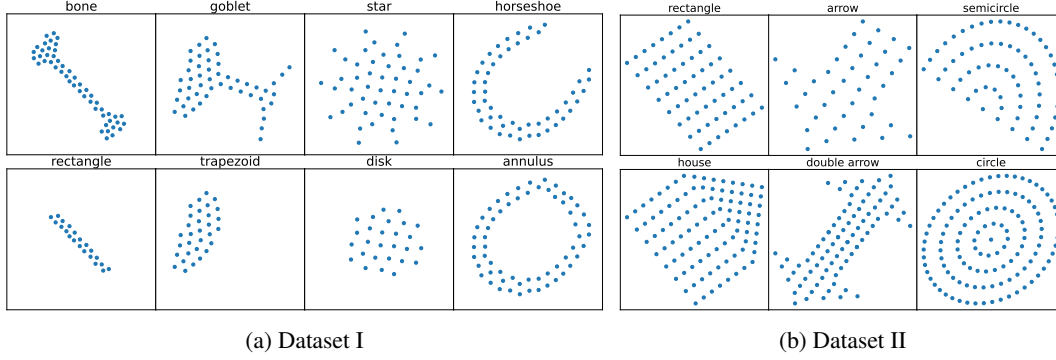 bone goblet star horseshoe
rectangle trapezoid disk annulus
(a) Dataset I
rectangle arrow semicircle
house double arrow circle
(b) Dataset II